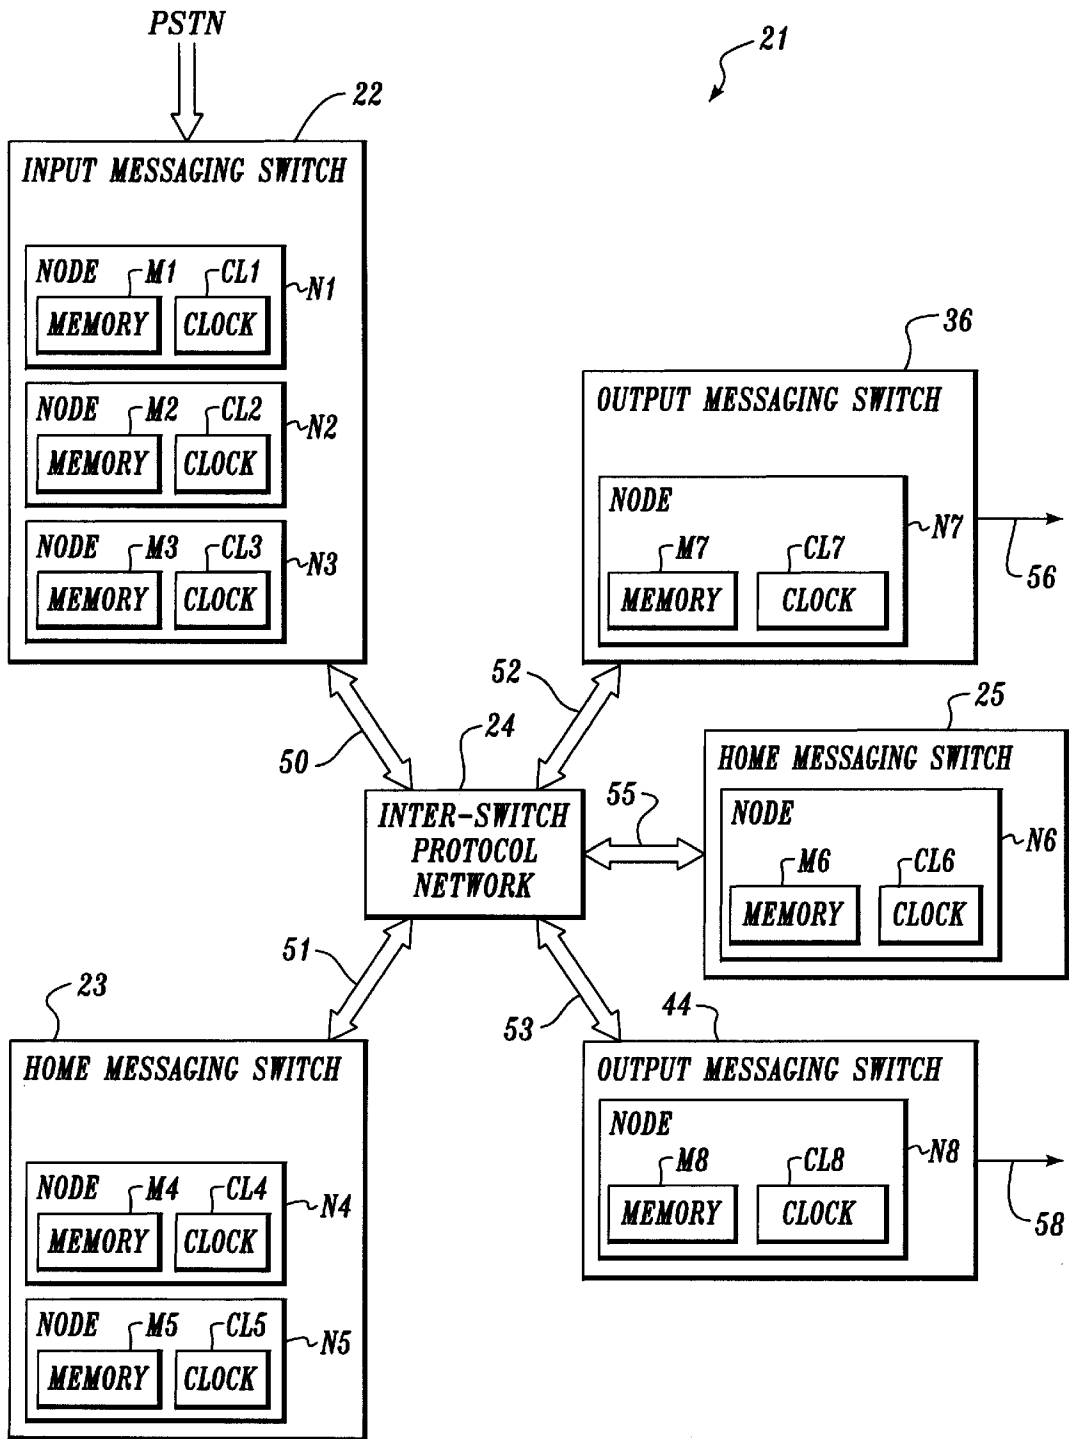 PSTN
21
22
INPUT MESSAGING SWITCH
NODE M1 CL1 N1
MEMORY CLOCK
NODE M2 CL2 N2
MEMORY CLOCK
NODE M3 CL3 N3
MEMORY CLOCK
36
OUTPUT MESSAGING SWITCH
NODE
N7
M7 CL7
MEMORY CLOCK
56
50
52
24
INTER-SWITCH
PROTOCOL
NETWORK
55
25
HOME MESSAGING SWITCH
NODE
N6
M6 CL6
MEMORY CLOCK
51
53
23
HOME MESSAGING SWITCH
NODE M4 CL4 N4
MEMORY CLOCK
NODE M5 CL5 N5
MEMORY CLOCK
44
OUTPUT MESSAGING SWITCH
NODE
N8
M8 CL8
MEMORY CLOCK
58